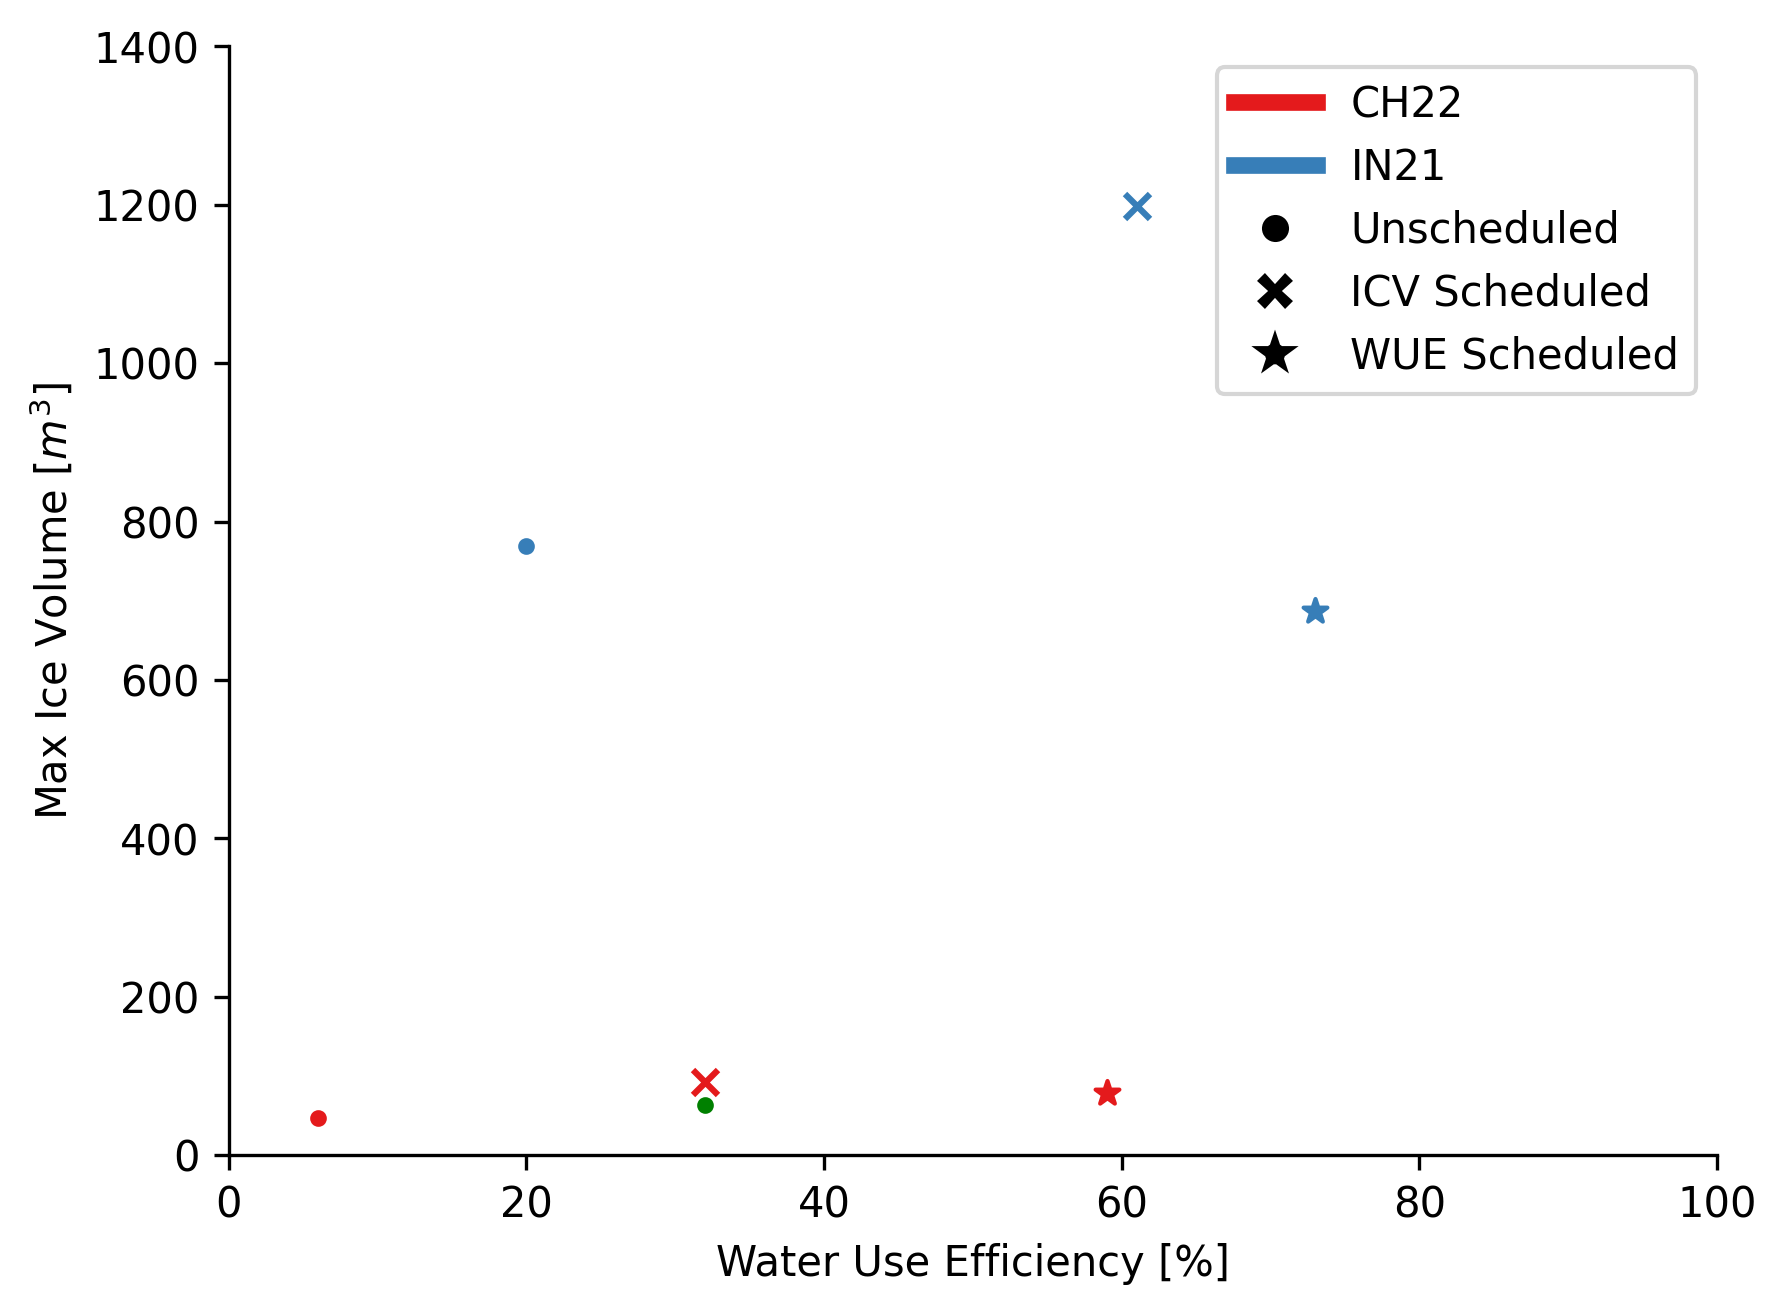 1400
1200
1000
800
600
400
200
0
Max Ice Volume [m³]
0 20 40 60 80 100
Water Use Efficiency [%]
CH22
IN21
Unscheduled
ICV Scheduled
WUE Scheduled